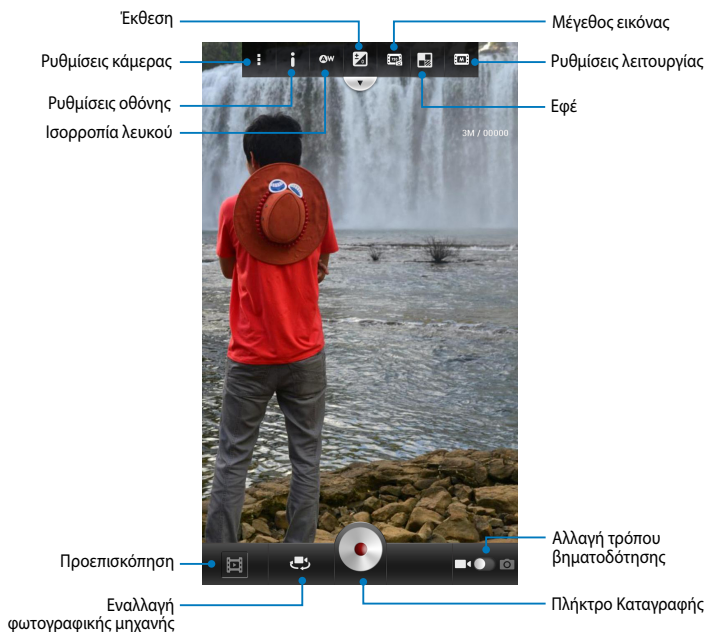 Έκθεση
Μέγεθος εικόνας
Ρυθμίσεις κάμερας
Ρυθμίσεις λειτουργίας
Ρυθμίσεις οθόνης
Εφέ
Ισορροπία λευκού
3M / 00000
Αλλαγή τρόπου
βηματοδότησης
Προεπισκόπηση
Εναλλαγή
φωτογραφικής μηχανής
Πλήκτρο Καταγραφής